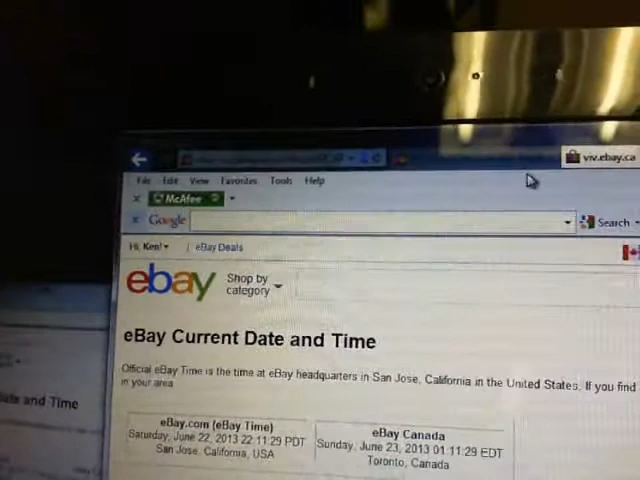 viv.ebay.ca
File Edit View Favorites Tools Help
x McAfee
x Google Search
Hi, Ken! | eBay Deals
ebay Shop by category
eBay Current Date and Time
Official eBay Time is the time at eBay headquarters in San Jose, California in the United States. If you find
in your area
ate and Time
eBay.com (eBay Time)
Saturday, June 22, 2013 22:11:29 PDT
San Jose, California, USA
eBay Canada
Sunday, June 23, 2013 01:11:29 EDT
Toronto, Canada